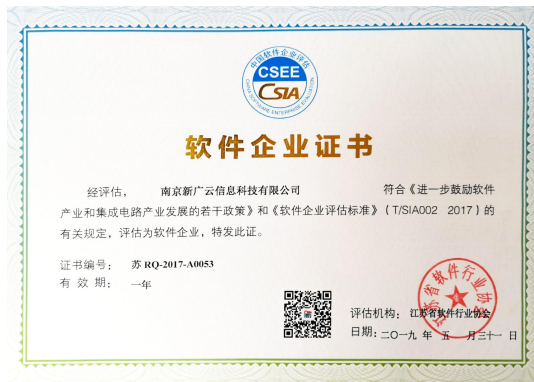 中国软件企业评估
CSEE
CSIA
CHINA SOFTWARE ENTERPRISE EVALUATION
软件企业证书
经评估， 南京新广云信息科技有限公司 符合《进一步鼓励软件
产业和集成电路产业发展的若干政策》和《软件企业评估标准》（T/SIA002 2017）的
有关规定，评估为软件企业，特发此证。
证书编号： 苏 RQ-2017-A0053
有 效 期： 一年
江苏省软件行业协会
评估机构： 江苏省软件行业协会
日期： 二〇一九 年 五 月 三十一 日